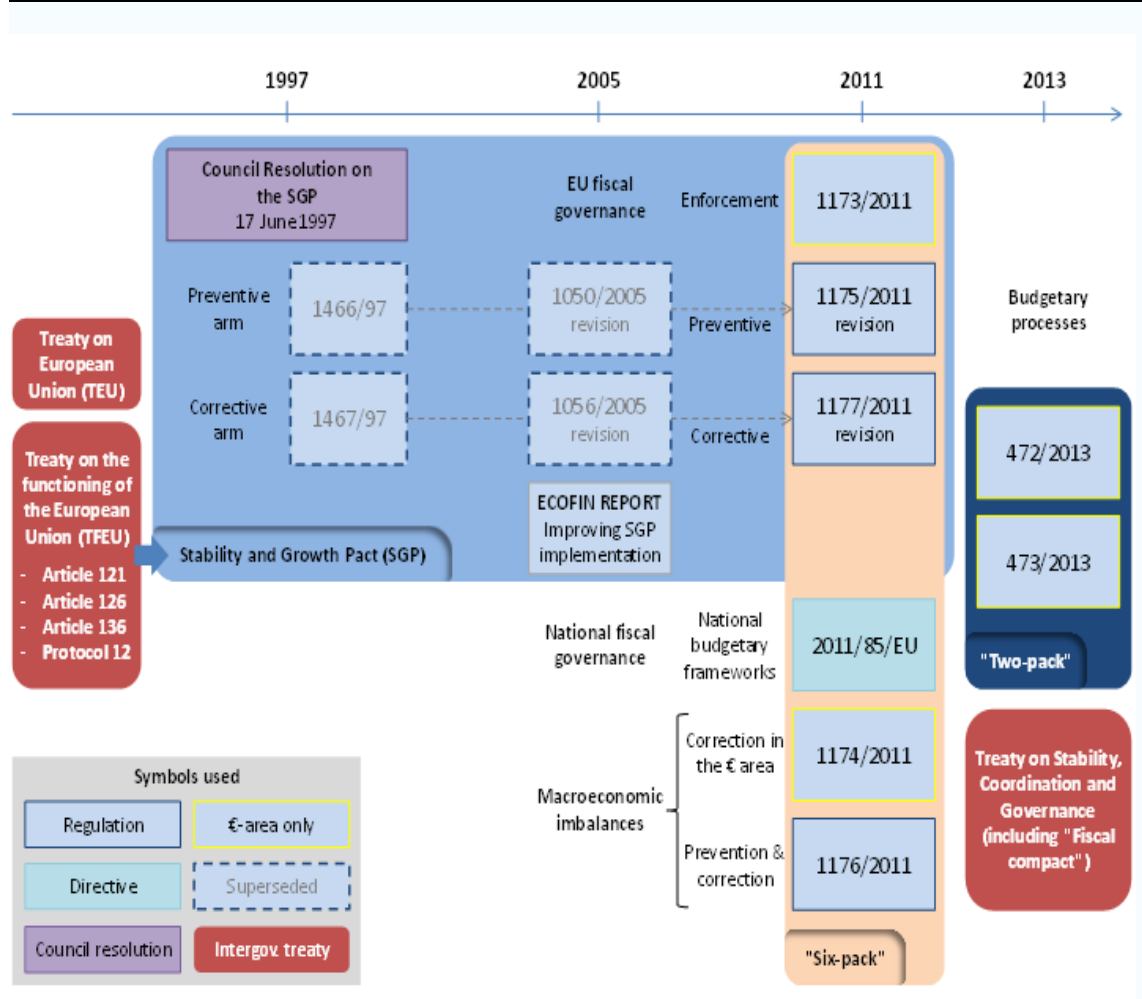 1997
2005
2011
2013
Council Resolution on
the SGP
17 June1997
EU fiscal
governance
Enforcement
1173/2011
Preventive
arm
1466/97
1050/2005
revision
Preventive
1175/2011
revision
Budgetary
processes
Treaty on
European
Union (TEU)
Corrective
arm
1467/97
1056/2005
revision
Corrective
1177/2011
revision
Treaty on the
functioning of
the European
Union (TFEU)
- Article 121
- Article 126
- Article 136
- Protocol 12
472/2013
473/2013
"Two-pack"
ECOFIN REPORT
Improving SGP
implementation
Stability and Growth Pact (SGP)
National fiscal
governance
National
budgetary
frameworks
2011/85/EU
Macroeconomic
imbalances
Correction in
the € area
1174/2011
Prevention &
correction
1176/2011
"Six-pack"
Treaty on Stability,
Coordination and
Governance
(including "Fiscal
compact")
Symbols used
Regulation
€-area only
Directive
Superseded
Council resolution
Intergov. treaty